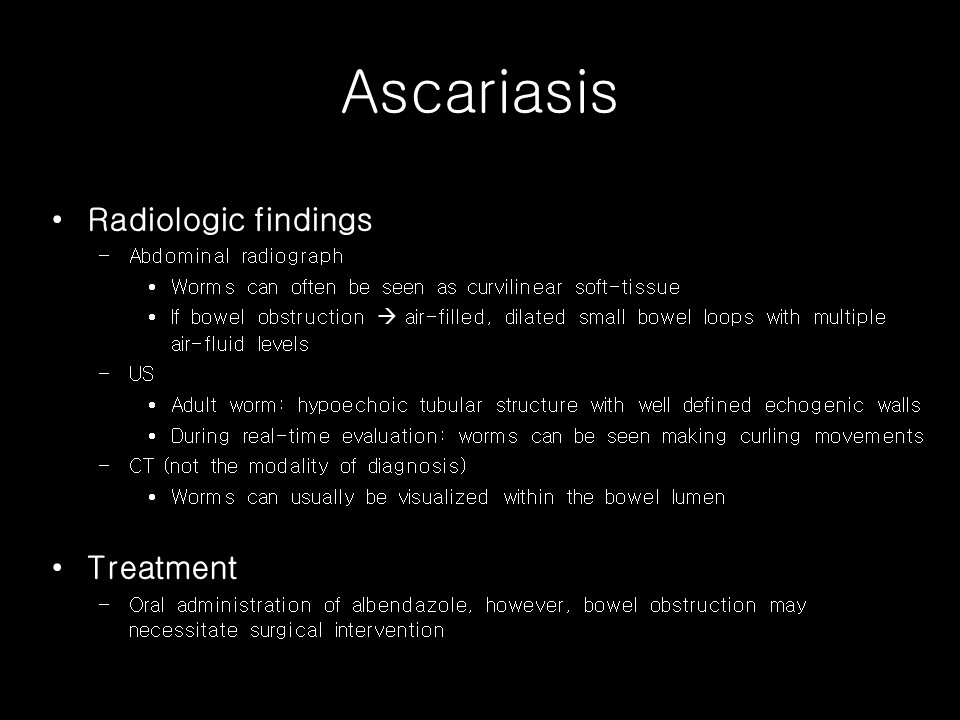 Ascariasis
• Radiologic findings
– Abdominal radiograph
• Worms can often be seen as curvilinear soft-tissue
• If bowel obstruction → air-filled, dilated small bowel loops with multiple
air-fluid levels
– US
• Adult worm: hypoechoic tubular structure with well defined echogenic walls
• During real-time evaluation: worms can be seen making curling movements
– CT (not the modality of diagnosis)
• Worms can usually be visualized within the bowel lumen
• Treatment
– Oral administration of albendazole, however, bowel obstruction may
necessitate surgical intervention